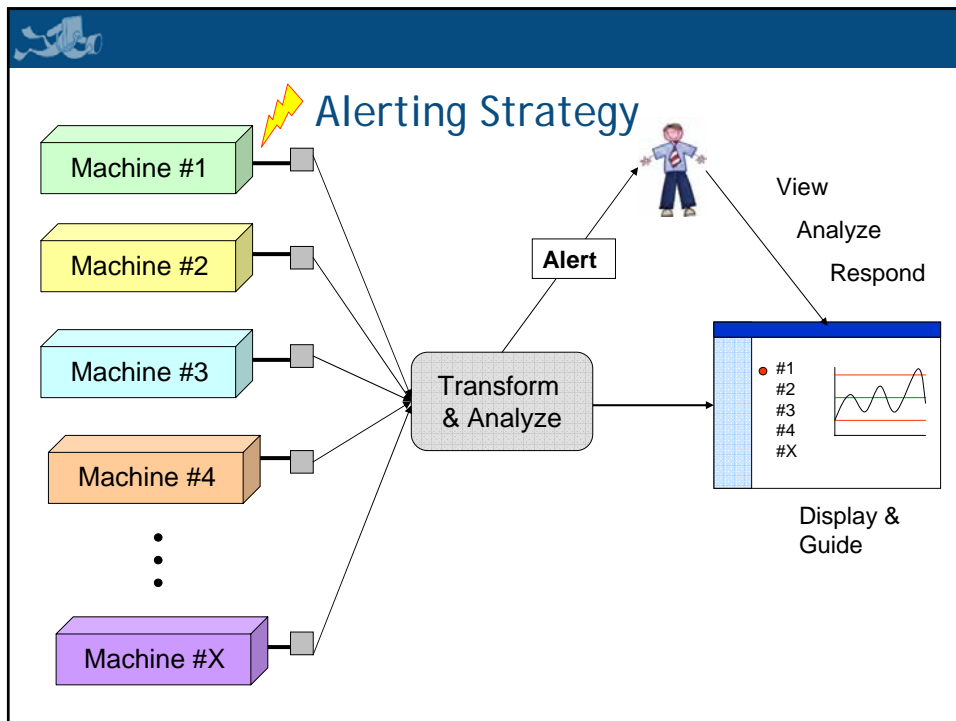 Alerting Strategy
Machine #1
Machine #2
Machine #3
Machine #4
Machine #X
Transform
& Analyze
Alert
View
Analyze
Respond
#1
#2
#3
#4
#X
Display &
Guide